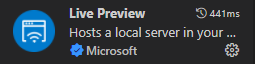 Live Preview 441ms
Hosts a local server in your ...
Microsoft